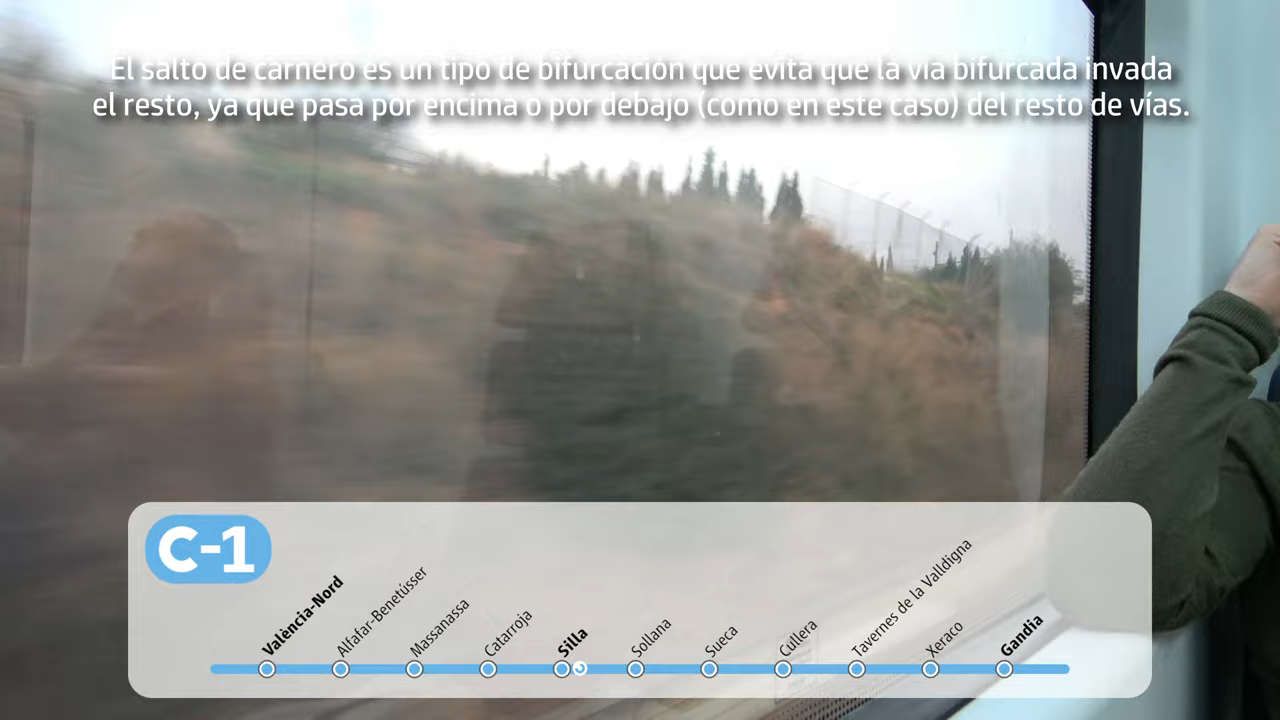 El salto de carnero es un tipo de bifurcación que evita que la vía bifurcada invada
el resto, ya que pasa por encima o por debajo (como en este caso) del resto de vías.
C-1
València-Nord
Alfafar-Benetússer
Massanassa
Catarroja
Silla
Sollana
Sueca
Cullera
Tavernes de la Valldigna
Xeraco
Gandia